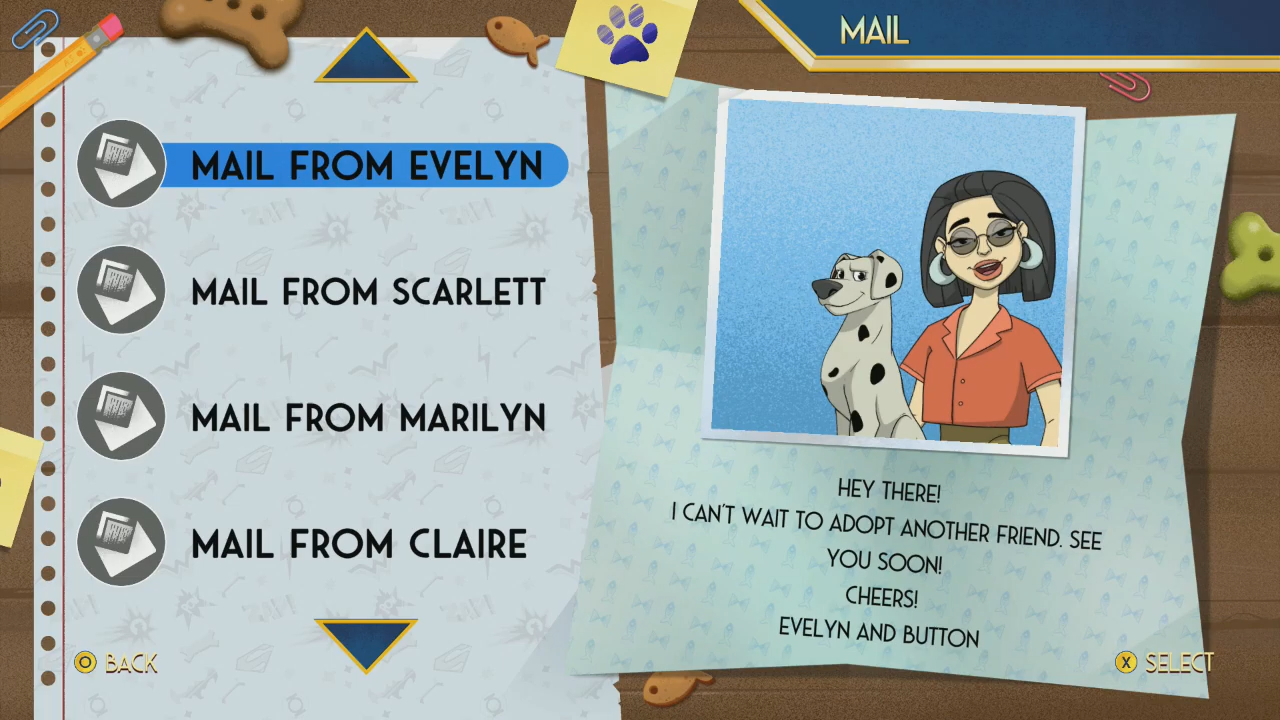 MAIL
MAIL FROM EVELYN
MAIL FROM SCARLETT
MAIL FROM MARILYN
MAIL FROM CLAIRE
HEY THERE!
I CAN'T WAIT TO ADOPT ANOTHER FRIEND. SEE
YOU SOON!
CHEERS!
EVELYN AND BUTTON
O BACK
X SELECT